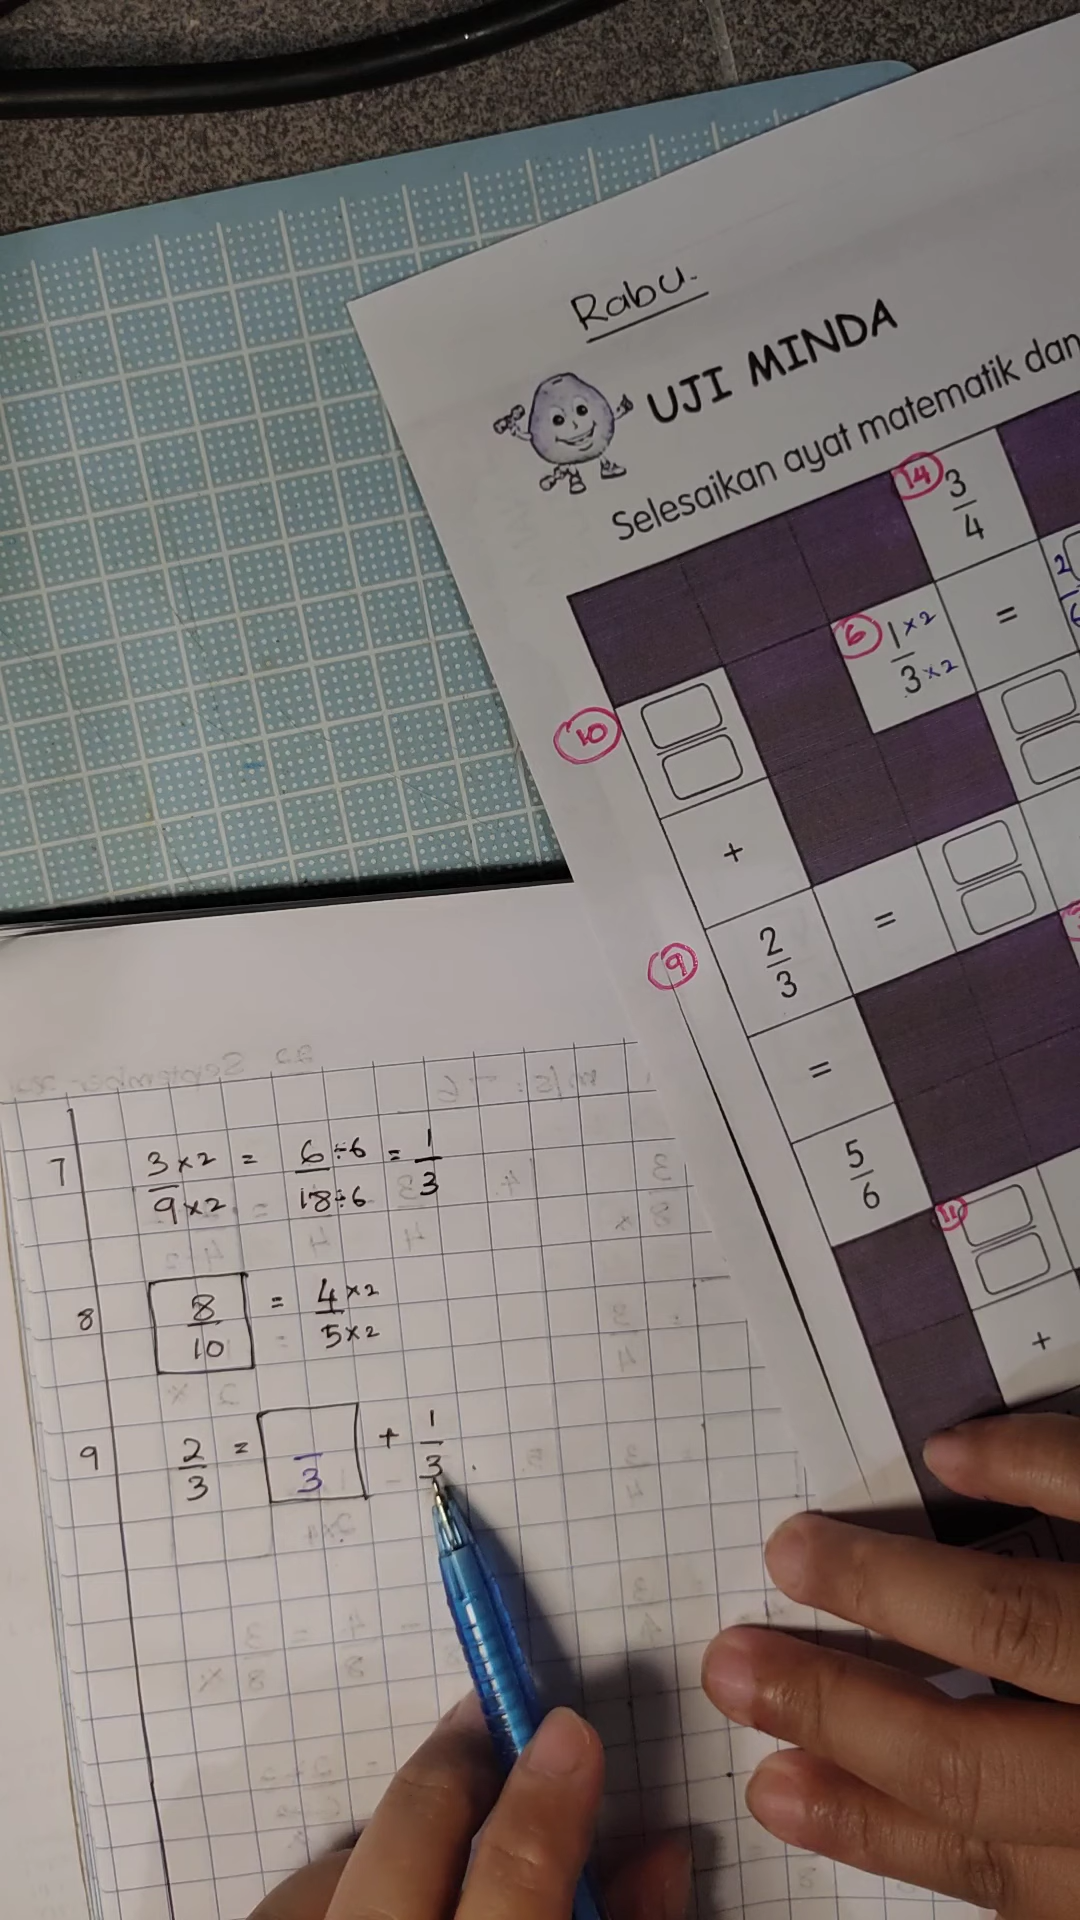 Rabu.
UJI MINDA
Selesaikan ayat matematik dan
14 3/4
6 1/3 ×2 ×2 = 2
10
+
9 2/3 =
=
5/6
11
+
7 3×2/9×2 = 6÷6/18÷6 = 1/3
8 8/10 = 4×2/5×2
9 2/3 = /3 + 1/3